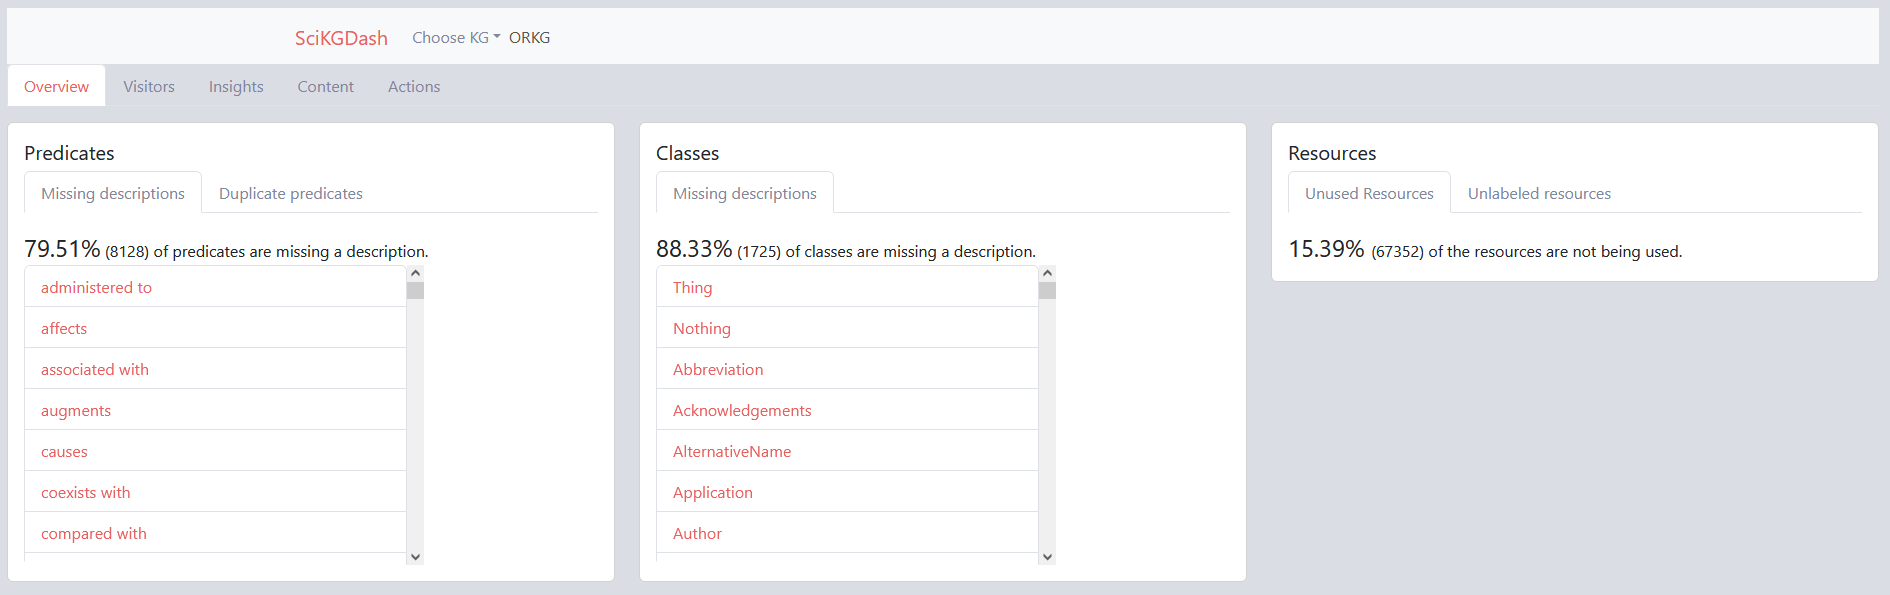 SciKGDash Choose KG ORKG
Overview Visitors Insights Content Actions
Predicates
Missing descriptions Duplicate predicates
79.51% (8128) of predicates are missing a description.
administered to
affects
associated with
augments
causes
coexists with
compared with
Classes
Missing descriptions
88.33% (1725) of classes are missing a description.
Thing
Nothing
Abbreviation
Acknowledgements
AlternativeName
Application
Author
Resources
Unused Resources Unlabeled resources
15.39% (67352) of the resources are not being used.